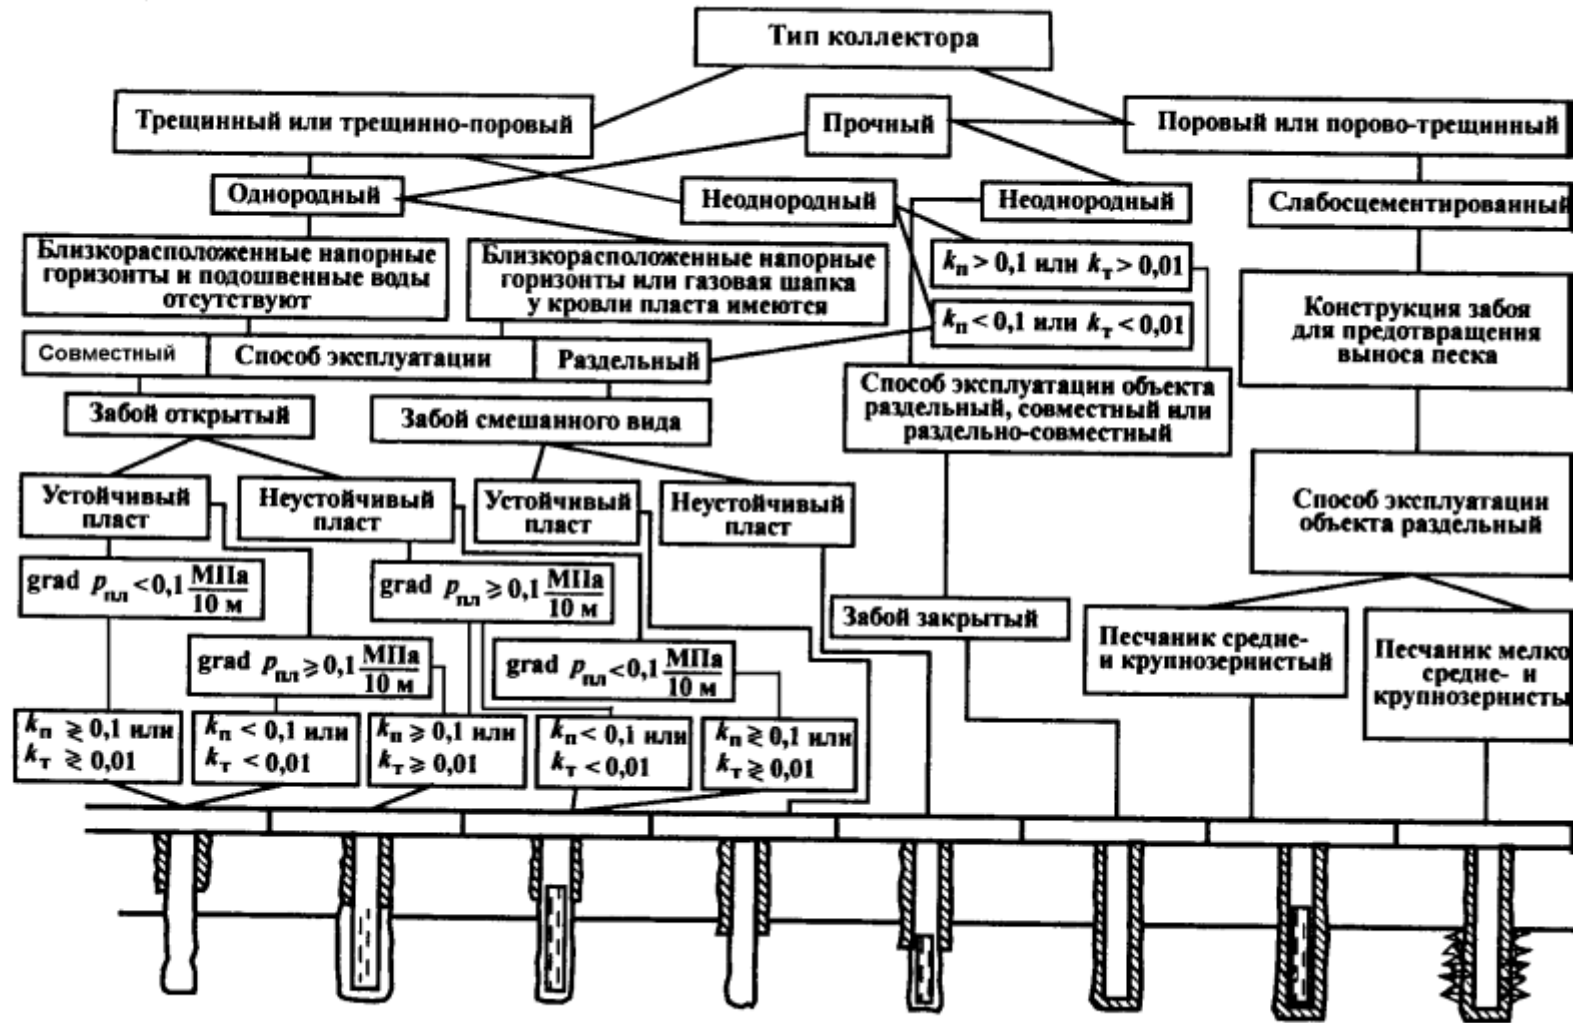 Тип коллектора
Трещинный или трещинно-поровый
Прочный
Поровый или порово-трещинный
Однородный
Неоднородный
Неоднородный
Слабосцементированный
Близкорасположенные напорные
горизонты и подошвенные воды
отсутствуют
Близкорасположенные напорные
горизонты или газовая шапка
у кровли пласта имеются
kп > 0,1 или kт > 0,01
kп < 0,1 или kт < 0,01
Конструкция забоя
для предотвращения
выноса песка
Совместный
Способ эксплуатации
Раздельный
Способ эксплуатации объекта
раздельный, совместный или
раздельно-совместный
Забой открытый
Забой смешанного вида
Устойчивый
пласт
Неустойчивый
пласт
Устойчивый
пласт
Неустойчивый
пласт
Способ эксплуатации
объекта раздельный
grad pпл < 0,1 МПа/10 м
grad pпл ⩾ 0,1 МПа/10 м
Забой закрытый
Песчаник средне-
и крупнозернистый
Песчаник мелко
средне- и
крупнозернисты
grad pпл ⩾ 0,1 МПа/10 м
grad pпл < 0,1 МПа/10 м
kп ≷ 0,1 или
kт ≷ 0,01
kп < 0,1 или
kт < 0,01
kп ⩾ 0,1 или
kт ⩾ 0,01
kп < 0,1 или
kт < 0,01
kп ≷ 0,1 или
kт ≷ 0,01